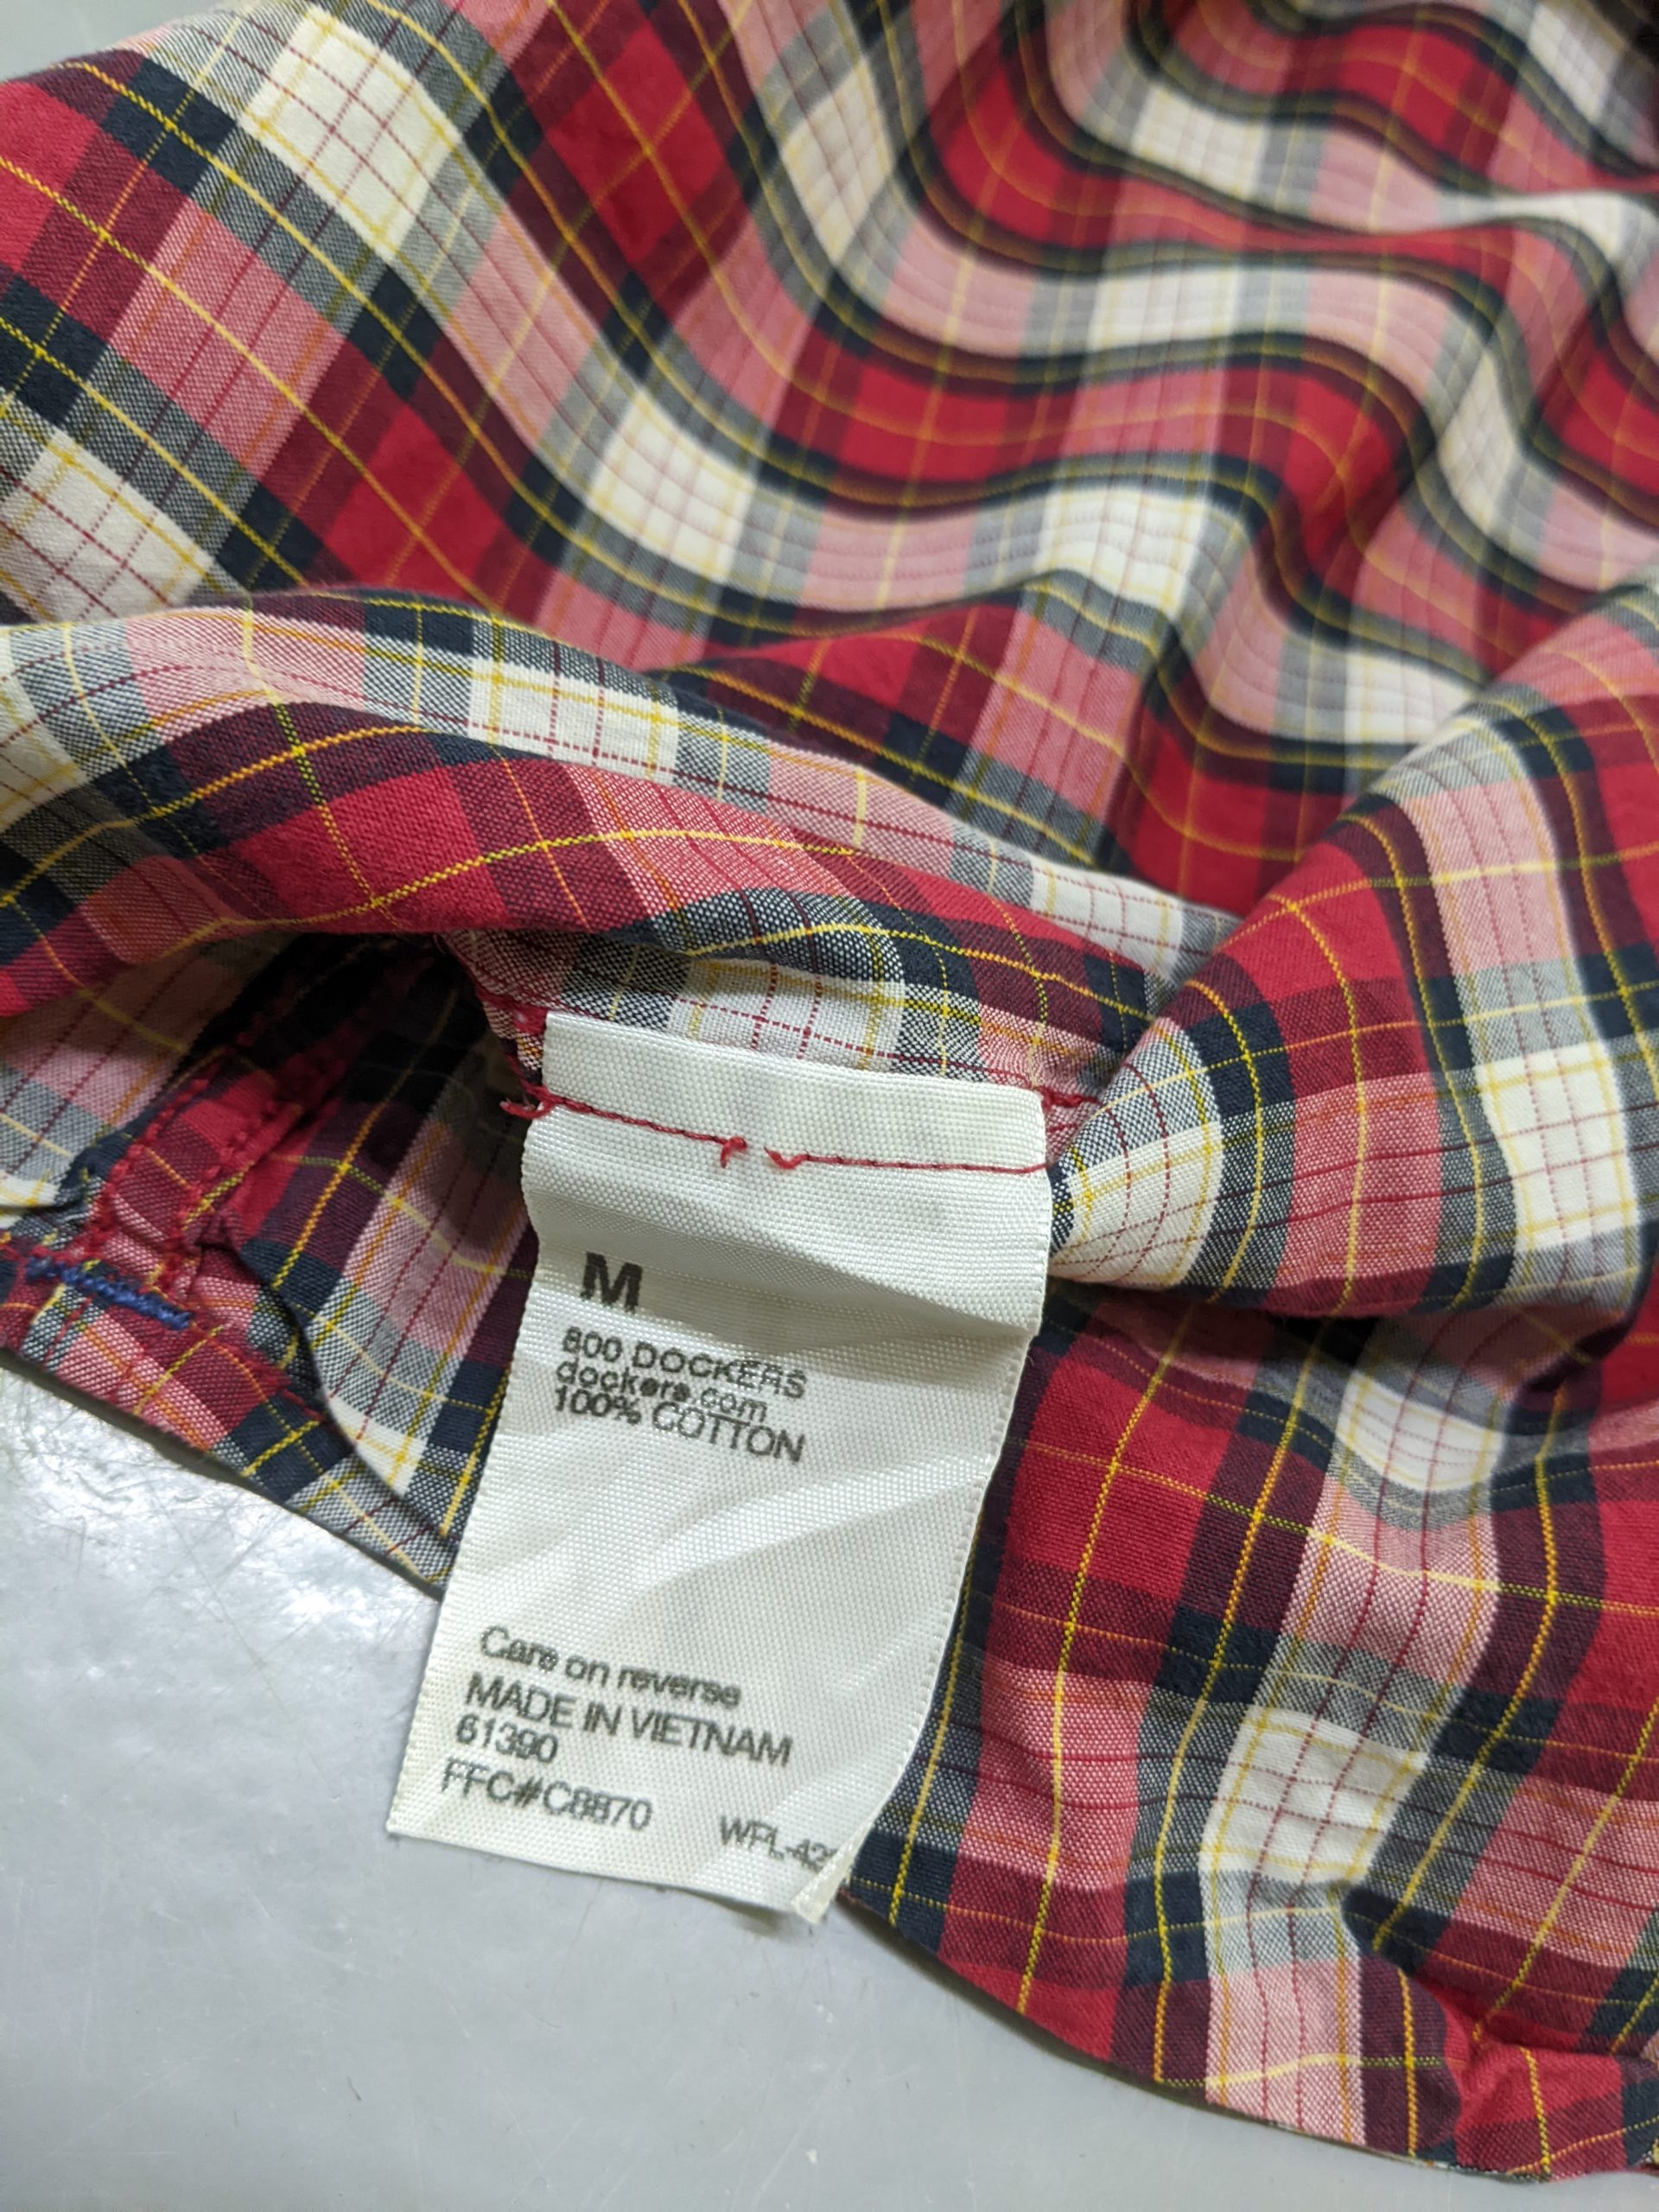 M
800 DOCKERS
dockers.com
100% COTTON
Care on reverse
MADE IN VIETNAM
61390
FFC#C8870